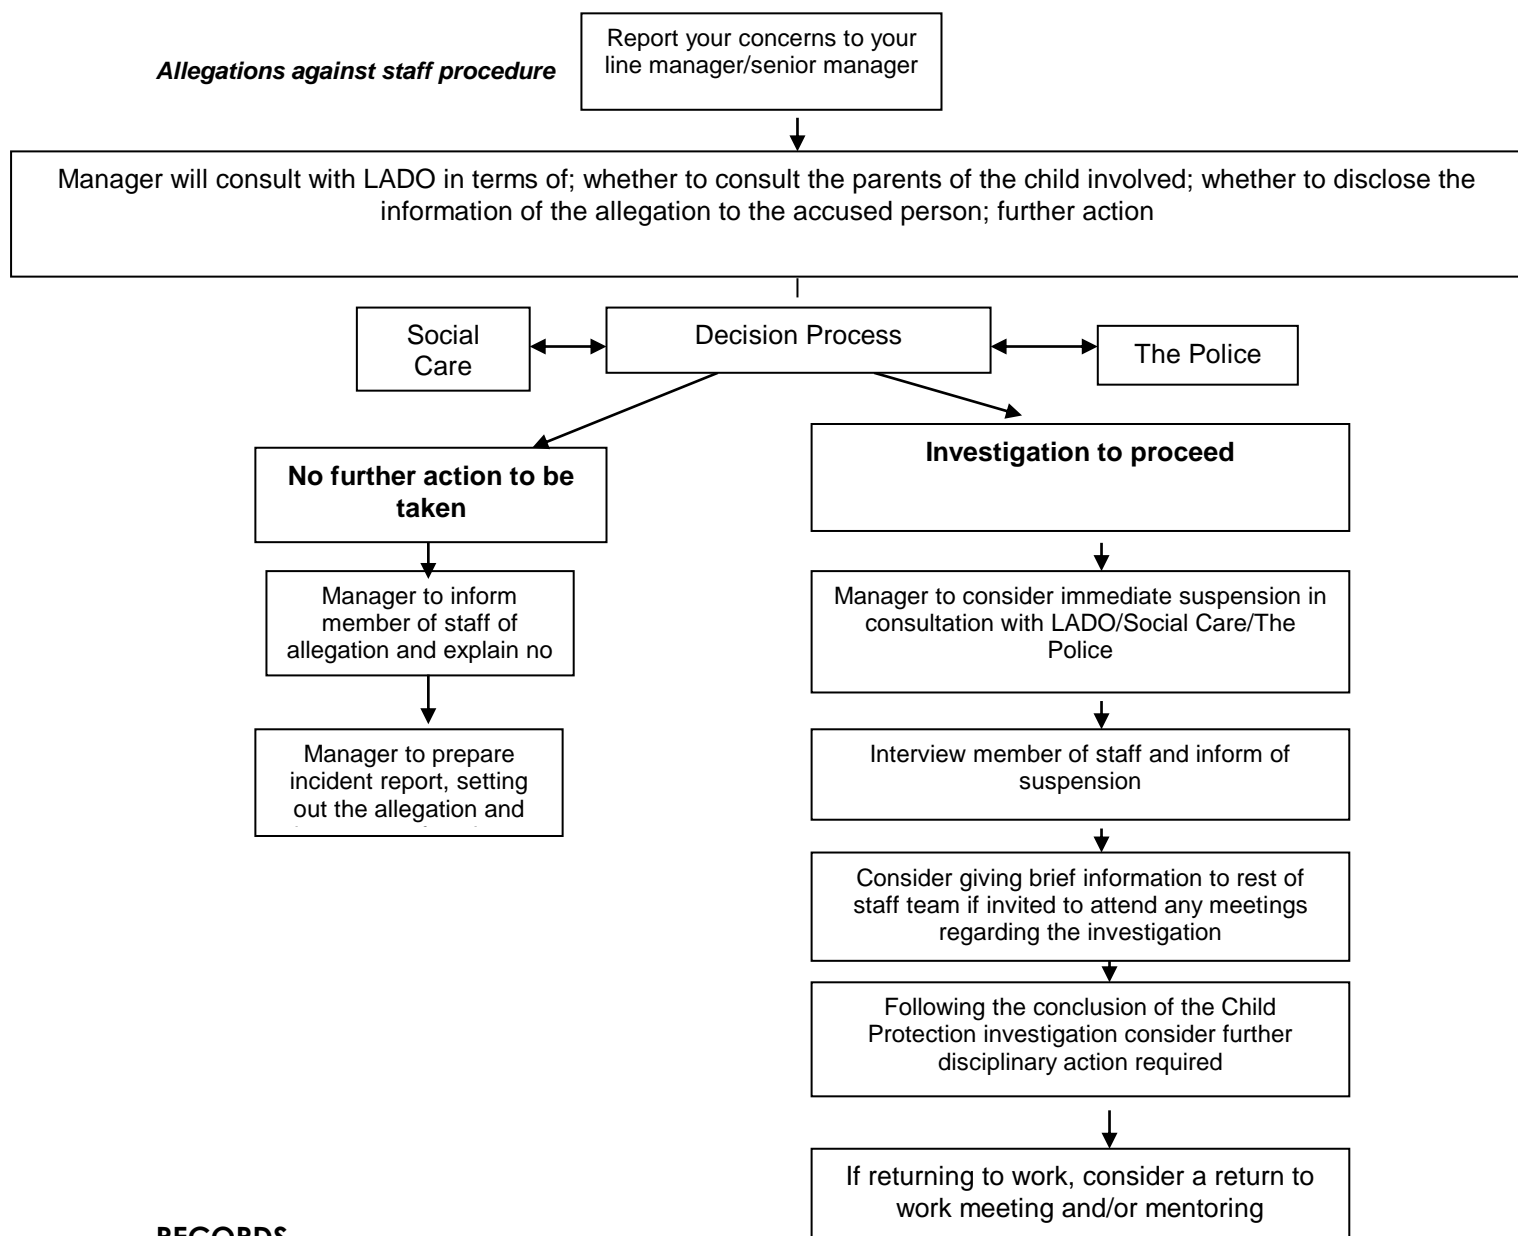 Report your concerns to your
line manager/senior manager
Allegations against staff procedure
Manager will consult with LADO in terms of; whether to consult the parents of the child involved; whether to disclose the
information of the allegation to the accused person; further action
Social
Care
Decision Process
The Police
No further action to be
taken
Investigation to proceed
Manager to inform
member of staff of
allegation and explain no
Manager to consider immediate suspension in
consultation with LADO/Social Care/The
Police
Manager to prepare
incident report, setting
out the allegation and
Interview member of staff and inform of
suspension
Consider giving brief information to rest of
staff team if invited to attend any meetings
regarding the investigation
Following the conclusion of the Child
Protection investigation consider further
disciplinary action required
If returning to work, consider a return to
work meeting and/or mentoring
RECORDS